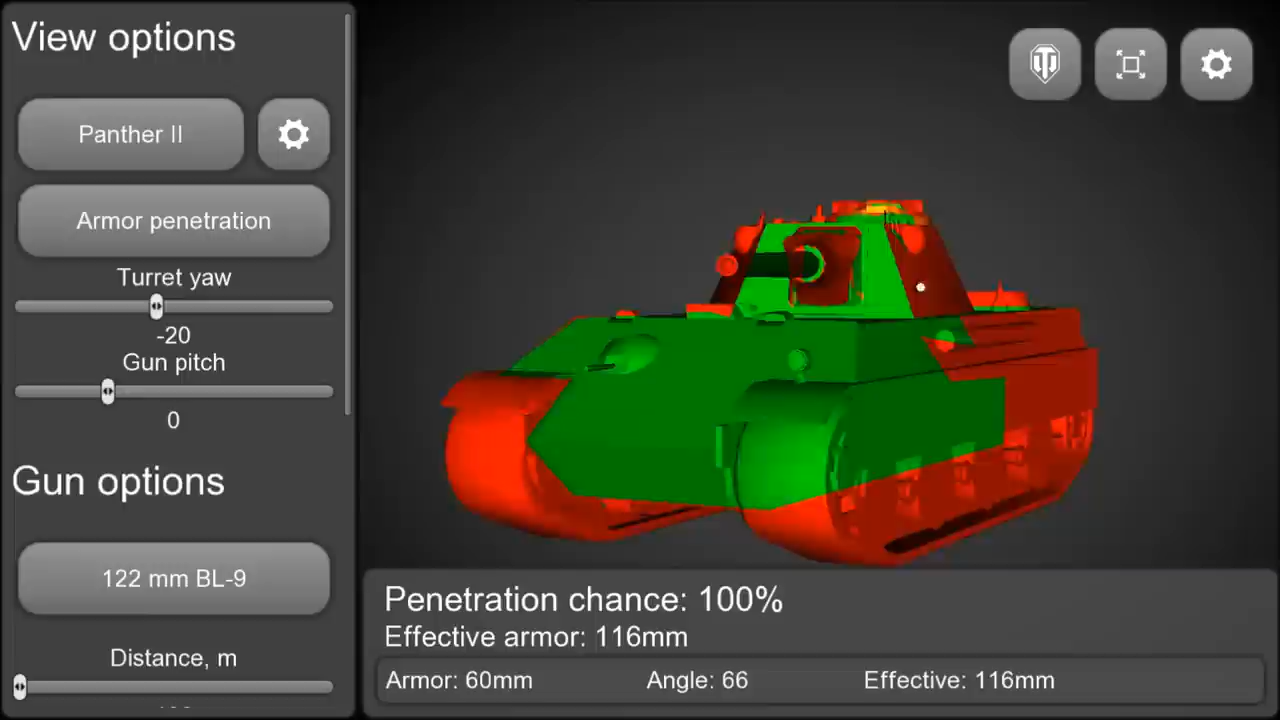 View options
Panther II
Armor penetration
Turret yaw
-20
Gun pitch
0
Gun options
122 mm BL-9
Distance, m
Penetration chance: 100%
Effective armor: 116mm
Armor: 60mm Angle: 66 Effective: 116mm